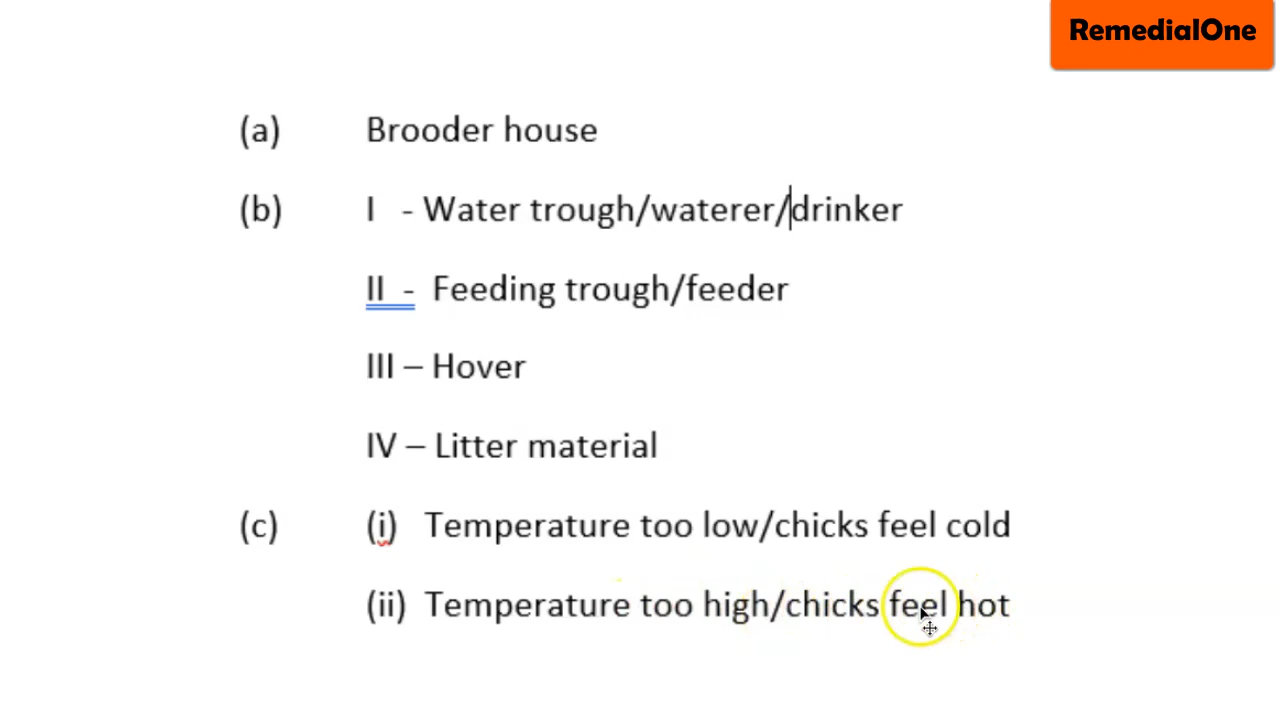 RemedialOne
(a) Brooder house
(b) I - Water trough/waterer/drinker
II - Feeding trough/feeder
III – Hover
IV – Litter material
(c) (i) Temperature too low/chicks feel cold
(ii) Temperature too high/chicks feel hot